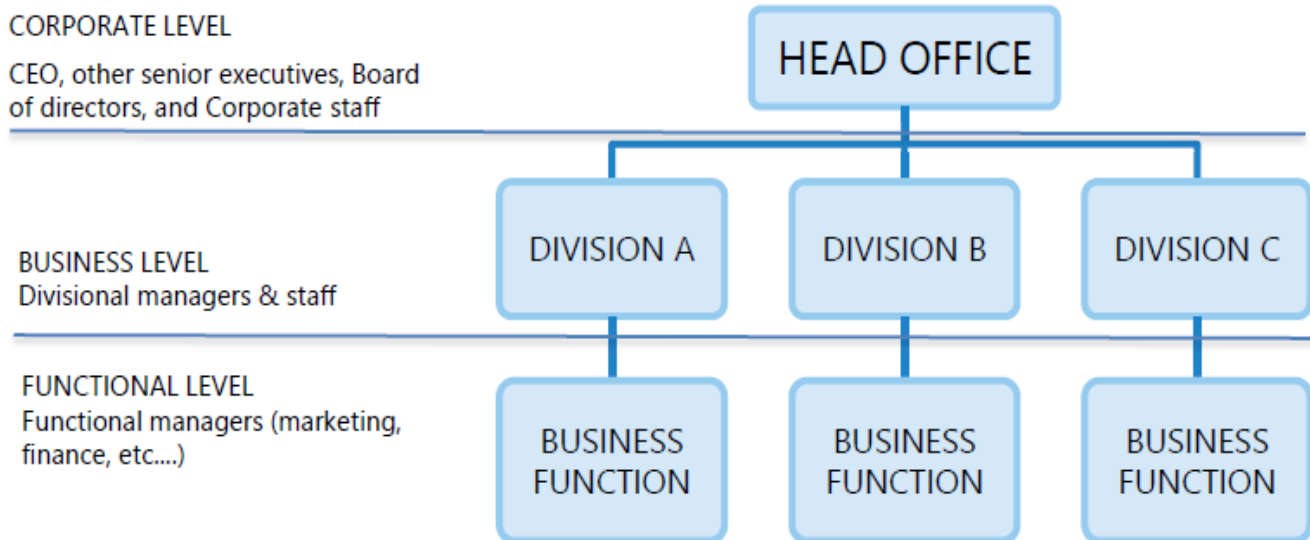 CORPORATE LEVEL
CEO, other senior executives, Board
of directors, and Corporate staff
HEAD OFFICE
BUSINESS LEVEL
Divisional managers & staff
DIVISION A
DIVISION B
DIVISION C
FUNCTIONAL LEVEL
Functional managers (marketing,
finance, etc....)
BUSINESS
FUNCTION
BUSINESS
FUNCTION
BUSINESS
FUNCTION